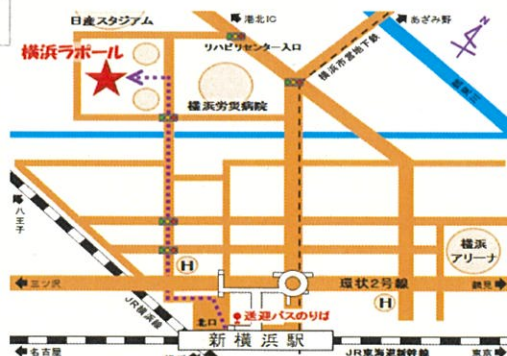 日産スタジアム
港北IC
あざみ野
N
横浜ラポール
リハビリセンター入口
横浜市営地下鉄
横浜労災病院
鶴見川
八王子
横浜
アリーナ
H
三ツ沢
環状2号線
鶴見
H
JR横浜線
北口
送迎バスのりば
新横浜駅
名古屋
JR東海道新幹線
東京